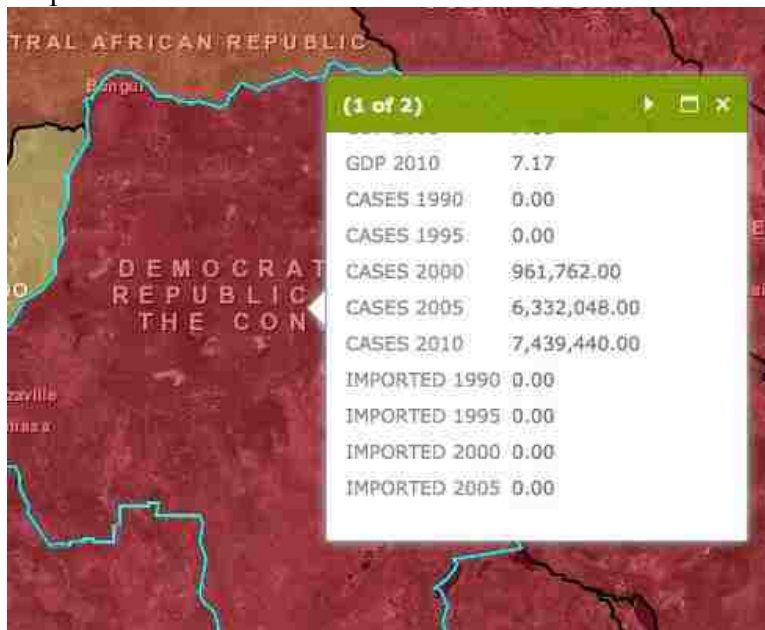 TRAL AFRICAN REPUBLIC
Bangui
(1 of 2)
GDP 2010 7.17
CASES 1990 0.00
CASES 1995 0.00
CASES 2000 961,762.00
CASES 2005 6,332,048.00
CASES 2010 7,439,440.00
IMPORTED 1990 0.00
IMPORTED 1995 0.00
IMPORTED 2000 0.00
IMPORTED 2005 0.00
DEMOCRAT
REPUBLIC
THE CON
zzaville